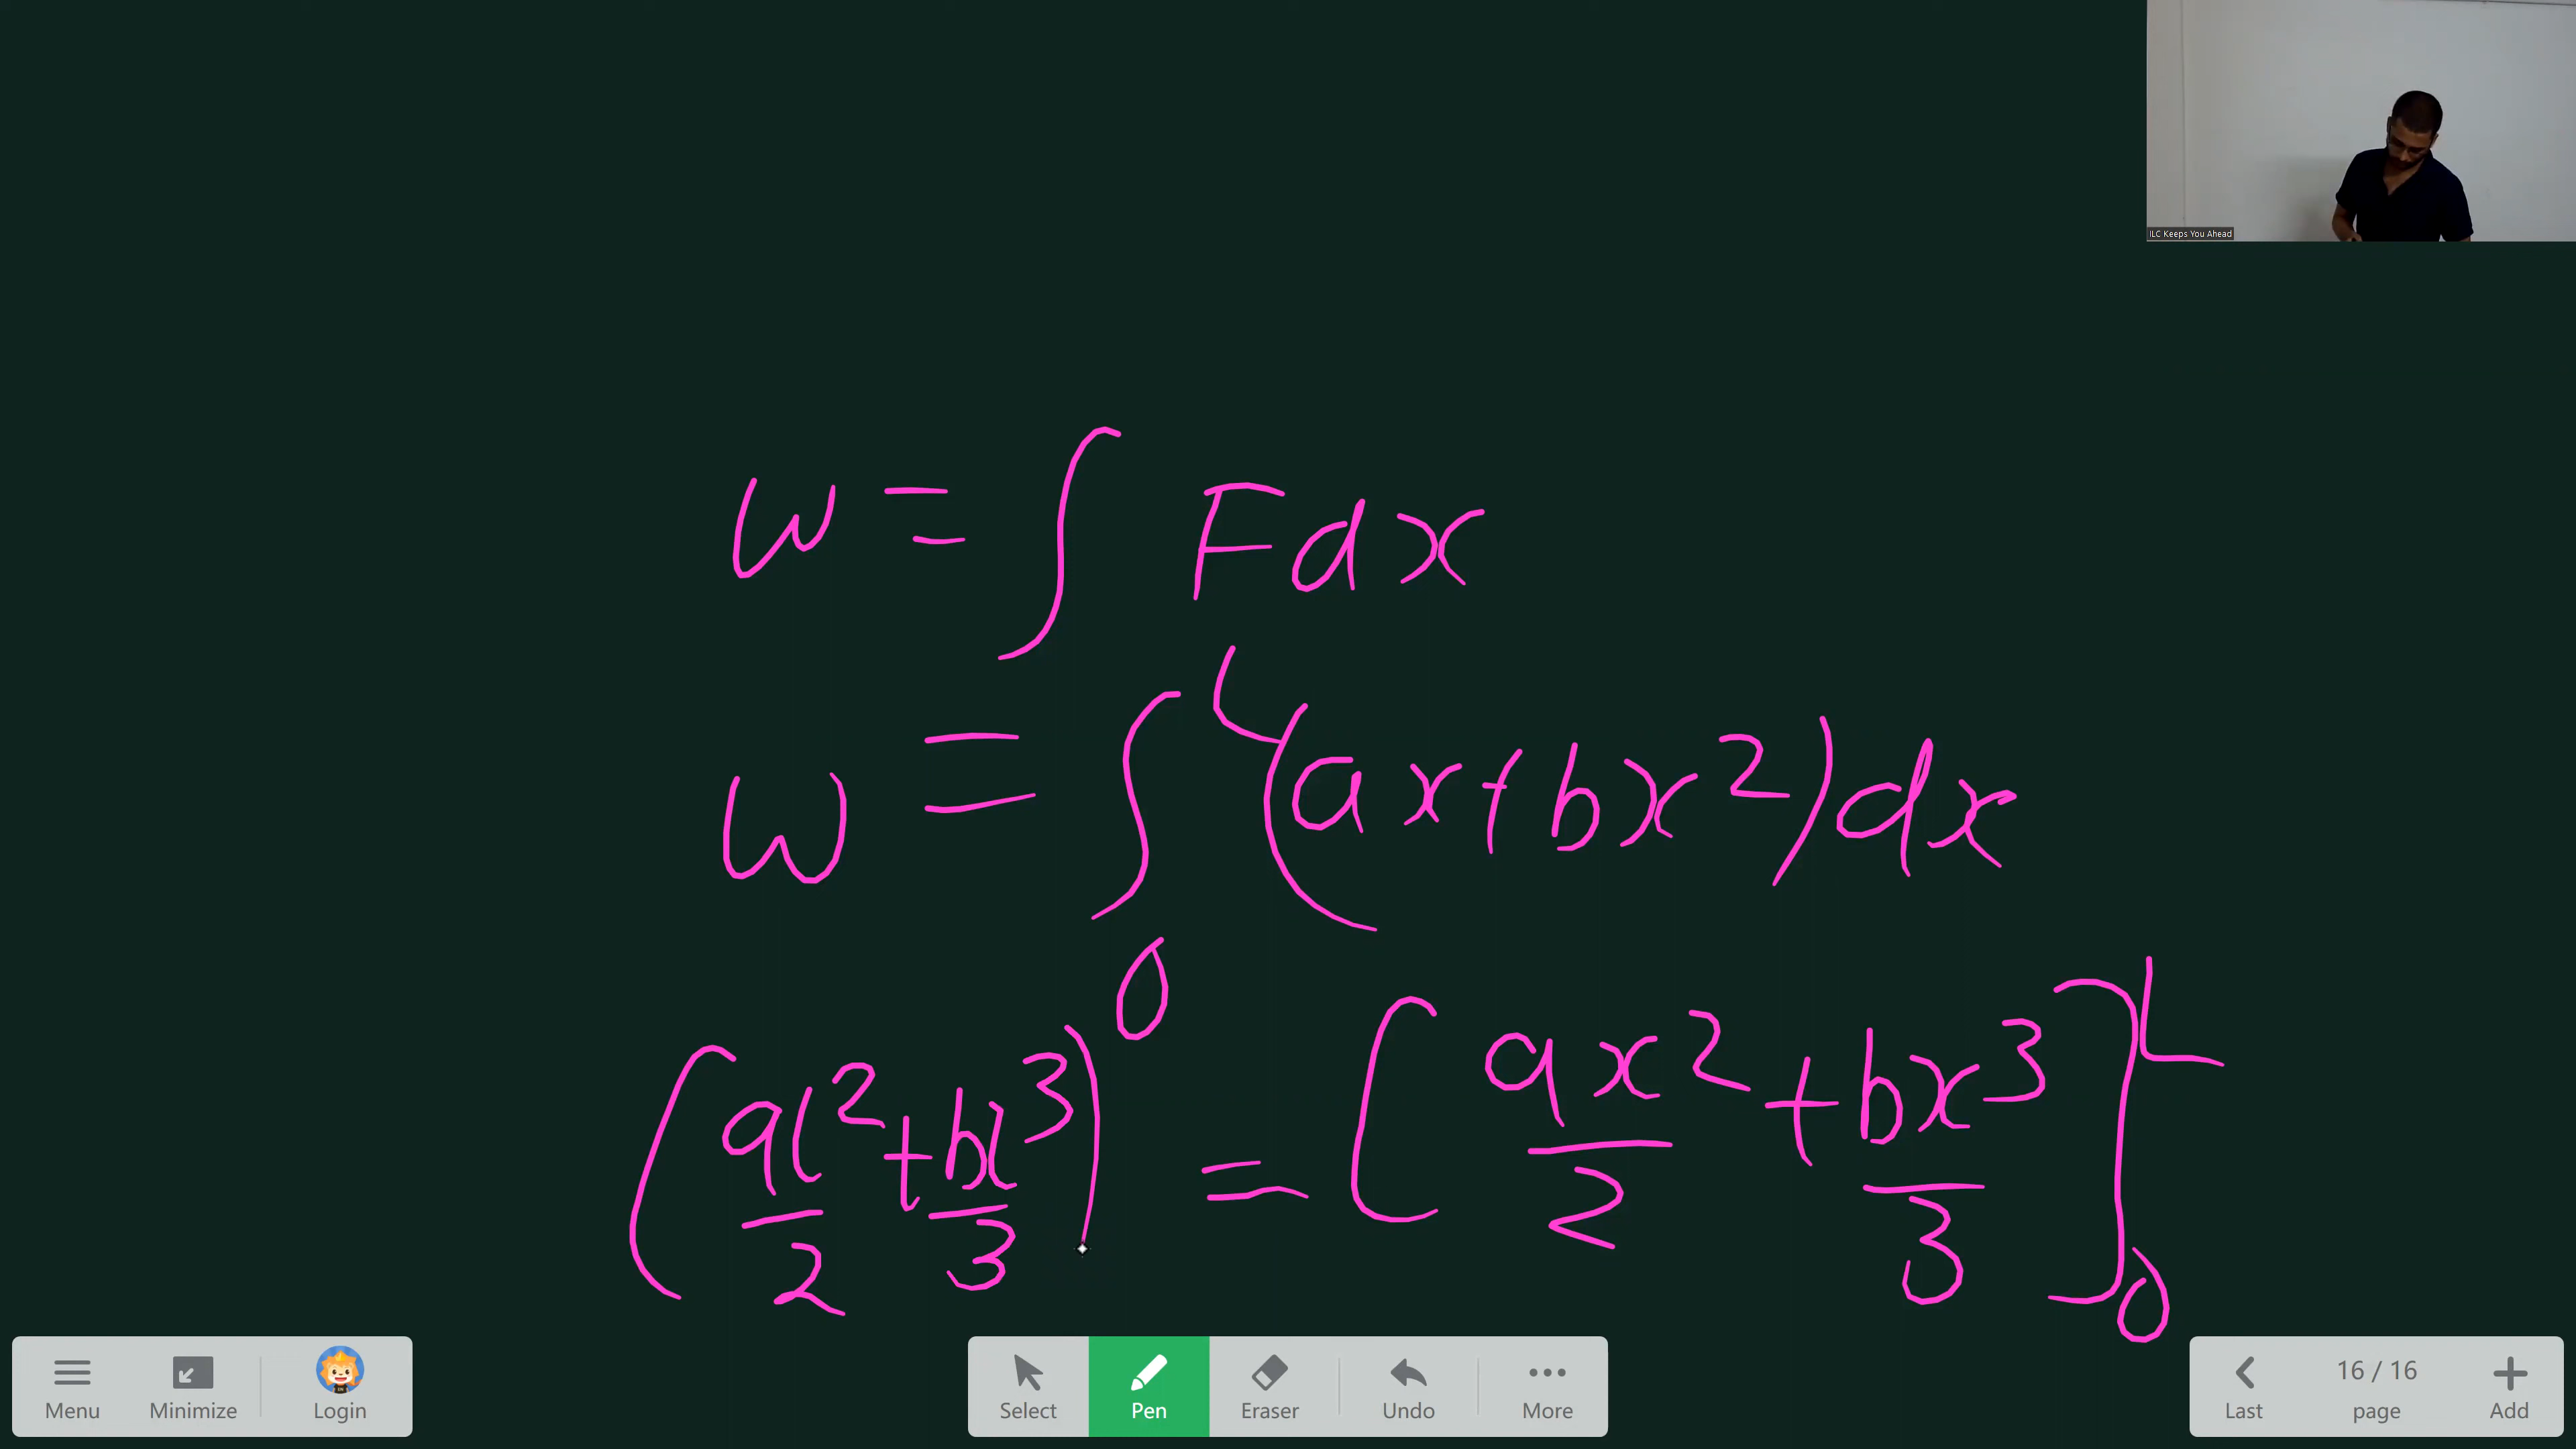 ILC Keeps You Ahead
w = ∫ F dx
w = ∫₀ᴸ (ax + bx²) dx
(al²/2 + bl³/3) = [ax²/2 + bx³/3]₀ᴸ
Menu Minimize Login Select Pen Eraser Undo More Last 16 / 16 page Add